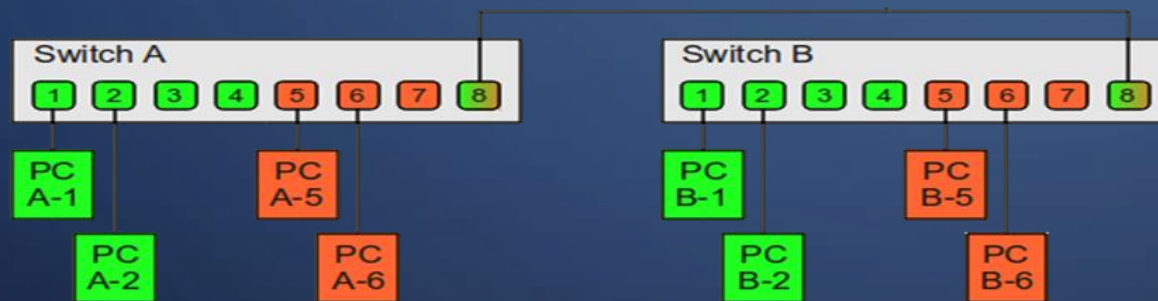 Switch A
1 2 3 4 5 6 7 8
PC
A-1
PC
A-2
PC
A-5
PC
A-6
Switch B
1 2 3 4 5 6 7 8
PC
B-1
PC
B-2
PC
B-5
PC
B-6